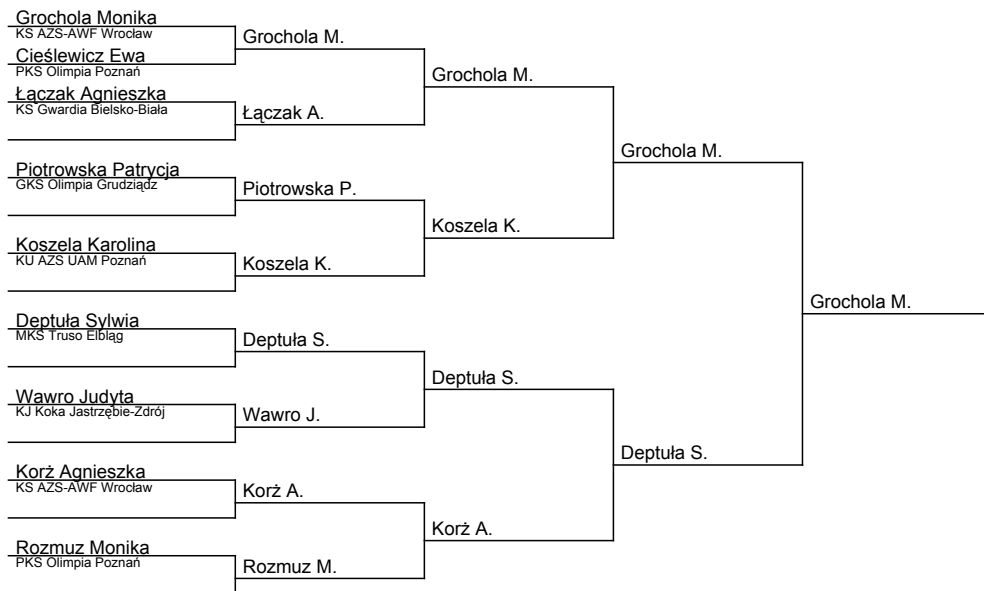 Grochola Monika
KS AZS-AWF Wrocław
Cieślewicz Ewa
PKS Olimpia Poznań
Łączak Agnieszka
KS Gwardia Bielsko-Biała
Piotrowska Patrycja
GKS Olimpia Grudziądz
Koszela Karolina
KU AZS UAM Poznań
Deptuła Sylwia
MKS Truso Elbląg
Wawro Judyta
KJ Koka Jastrzębie-Zdrój
Korż Agnieszka
KS AZS-AWF Wrocław
Rozmuz Monika
PKS Olimpia Poznań
Grochola M.
Łączak A.
Piotrowska P.
Koszela K.
Deptuła S.
Wawro J.
Korż A.
Rozmuz M.
Grochola M.
Koszela K.
Deptuła S.
Korż A.
Grochola M.
Deptuła S.
Grochola M.